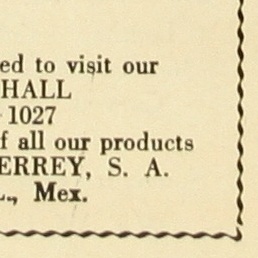 ed to visit our
HALL
1027
f all our products
ERREY, S. A.
L., Mex.